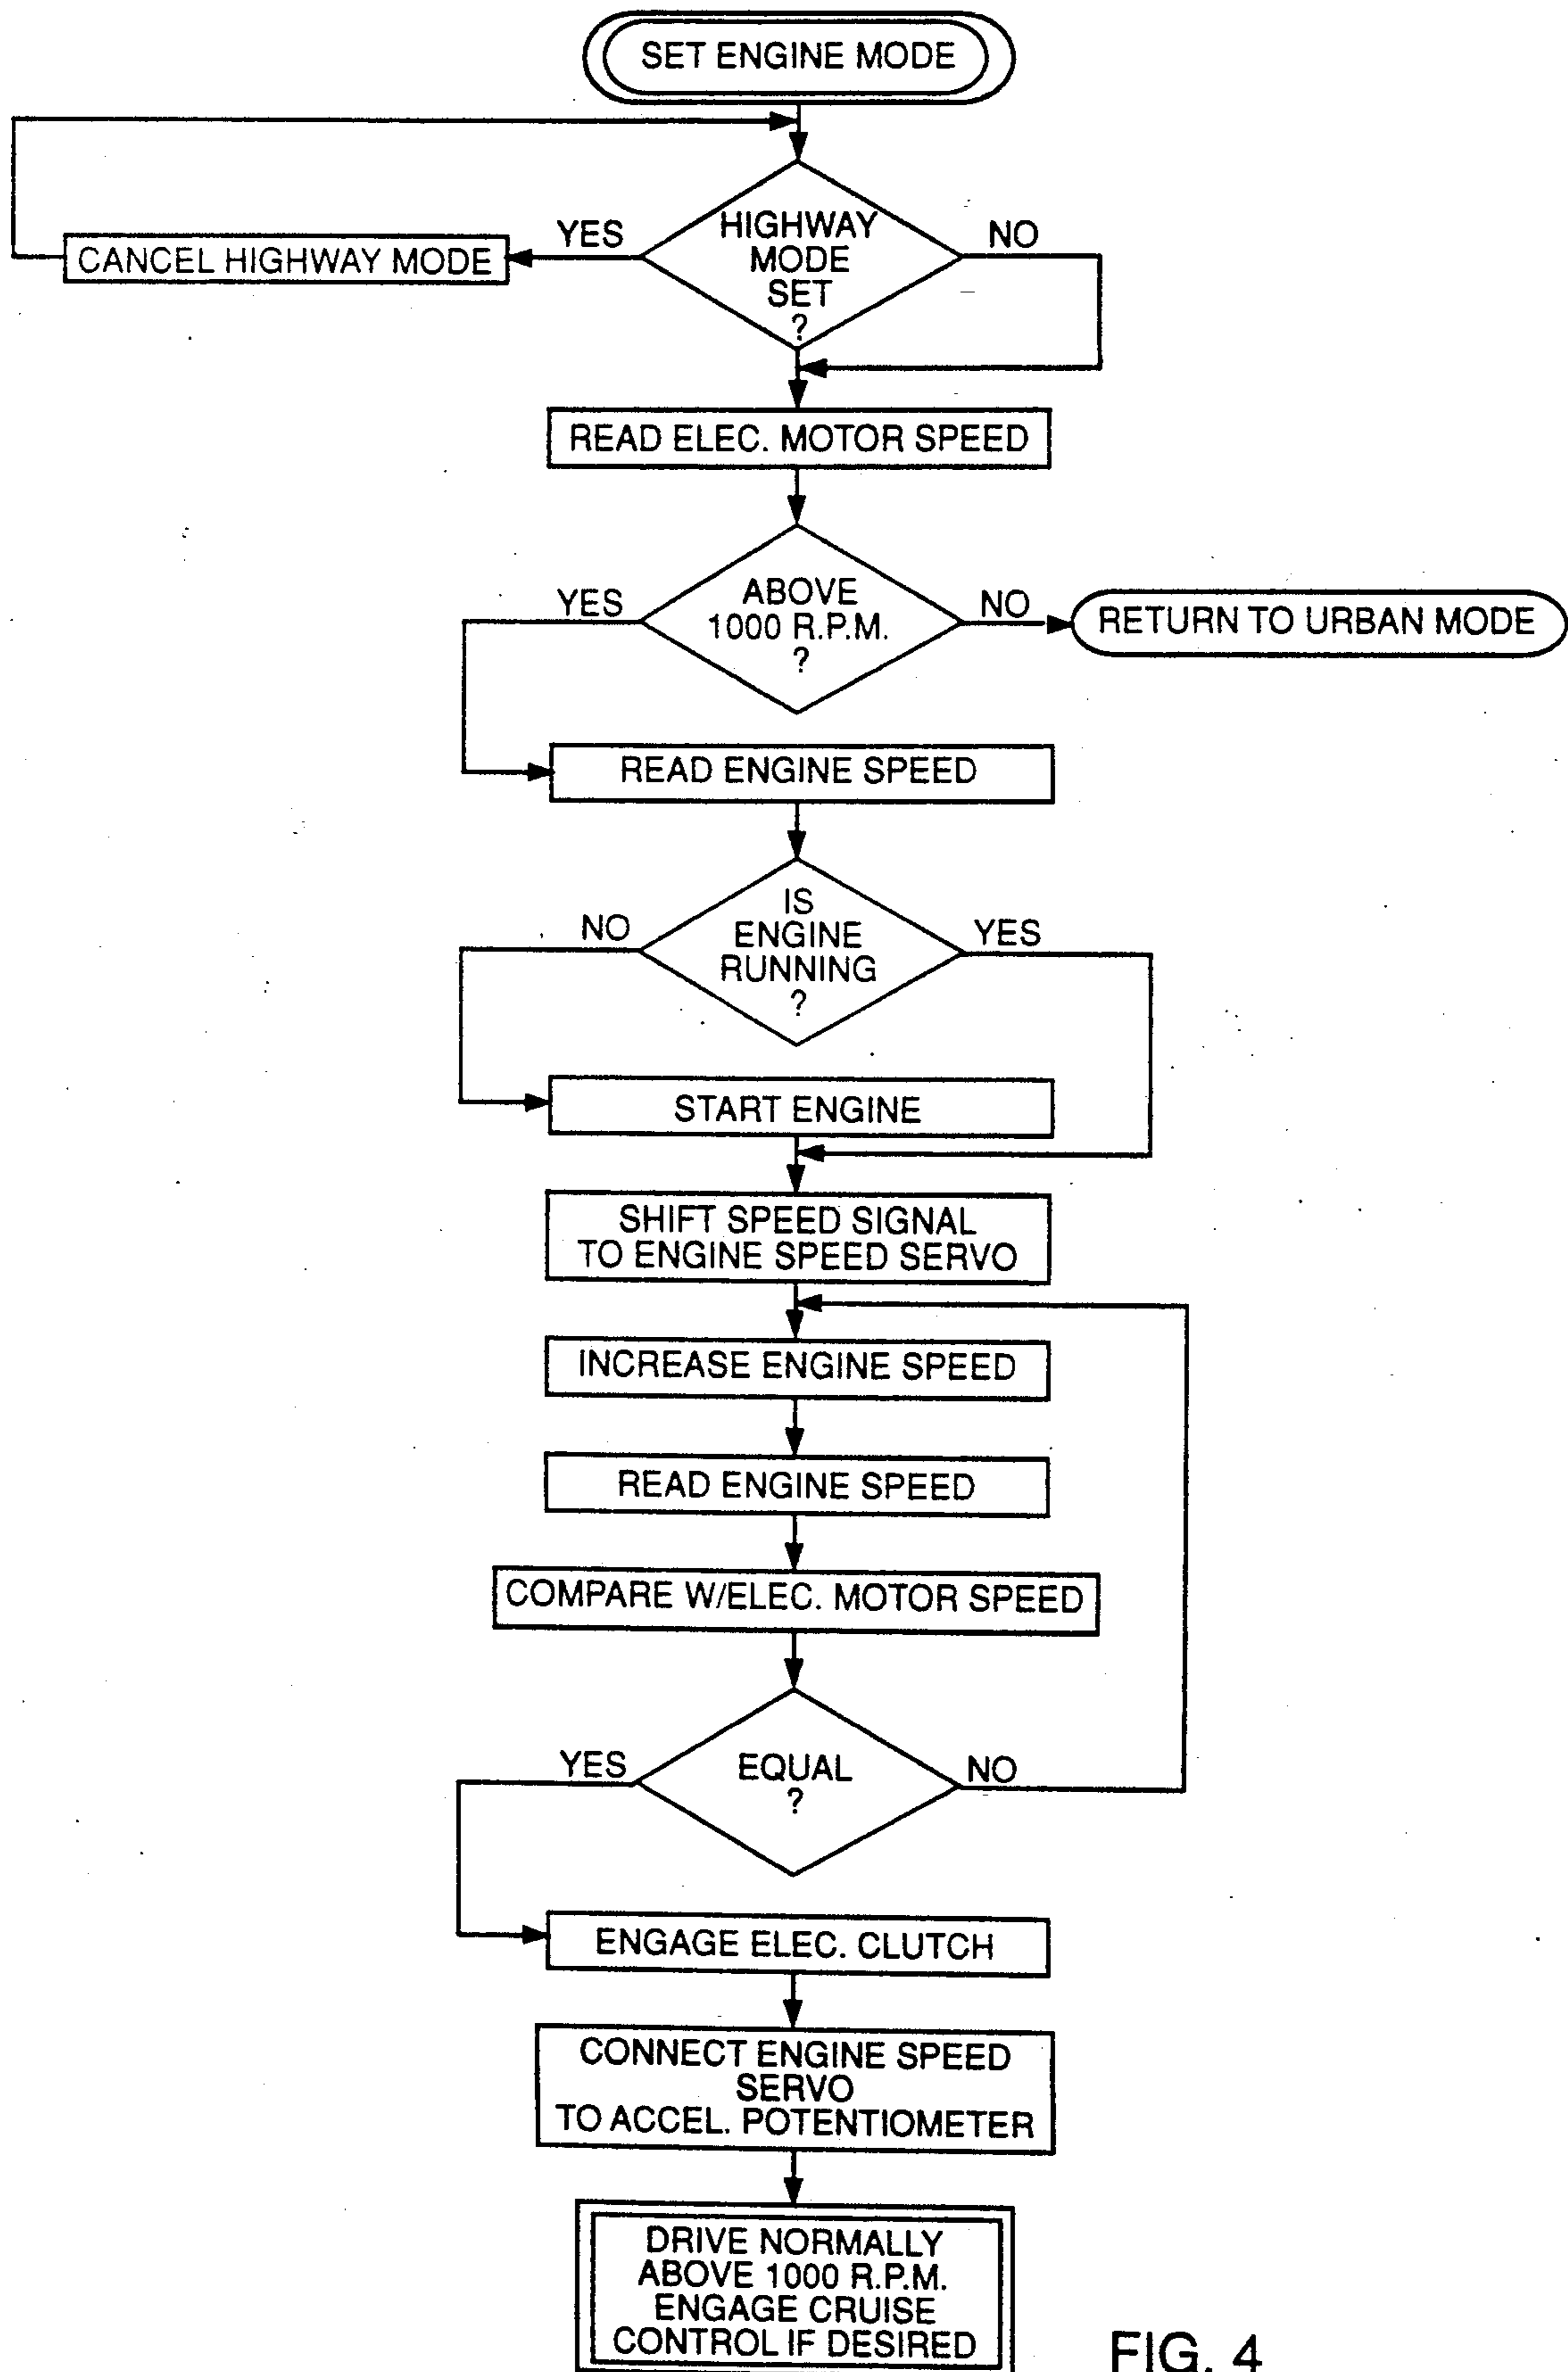 SET ENGINE MODE
YES
HIGHWAY
MODE
SET
?
NO
CANCEL HIGHWAY MODE
READ ELEC. MOTOR SPEED
YES
ABOVE
1000 R.P.M.
?
NO
RETURN TO URBAN MODE
READ ENGINE SPEED
NO
IS
ENGINE
RUNNING
?
YES
START ENGINE
SHIFT SPEED SIGNAL
TO ENGINE SPEED SERVO
INCREASE ENGINE SPEED
READ ENGINE SPEED
COMPARE W/ELEC. MOTOR SPEED
YES
EQUAL
?
NO
ENGAGE ELEC. CLUTCH
CONNECT ENGINE SPEED
SERVO
TO ACCEL. POTENTIOMETER
DRIVE NORMALLY
ABOVE 1000 R.P.M.
ENGAGE CRUISE
CONTROL IF DESIRED
FIG. 4